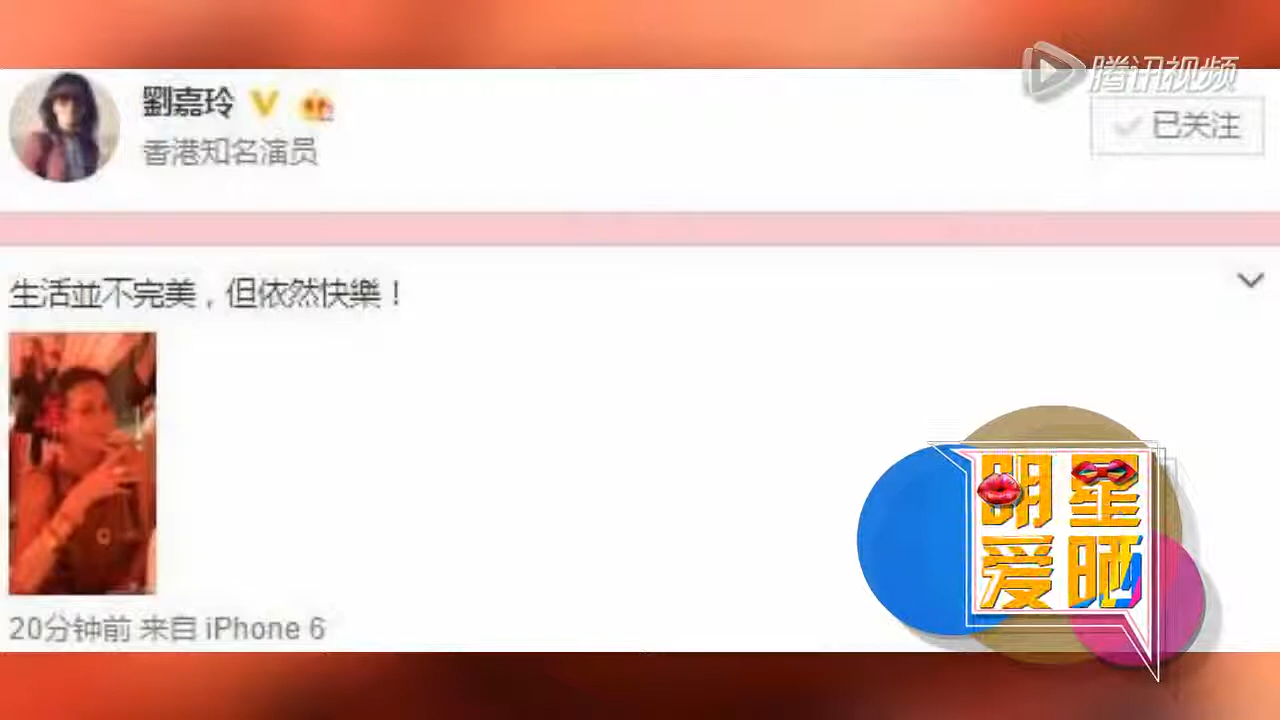 腾讯视频
劉嘉玲
香港知名演员
已关注
生活並不完美，但依然快樂！
20分钟前 来自 iPhone 6
明星
爱晒